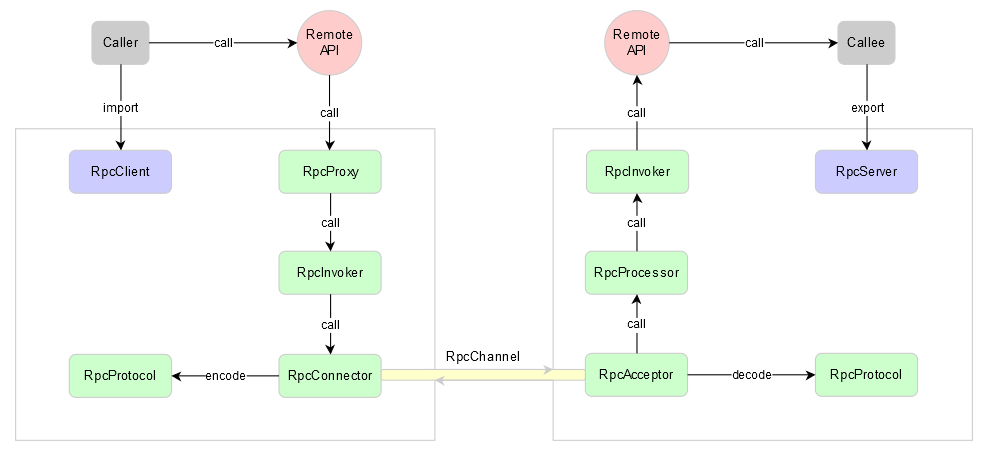 Caller
call
Remote
API
Remote
API
call
Callee
import
call
call
export
RpcClient
RpcProxy
RpcInvoker
RpcServer
call
call
RpcInvoker
RpcProcessor
call
call
RpcChannel
RpcProtocol
encode
RpcConnector
RpcAcceptor
decode
RpcProtocol